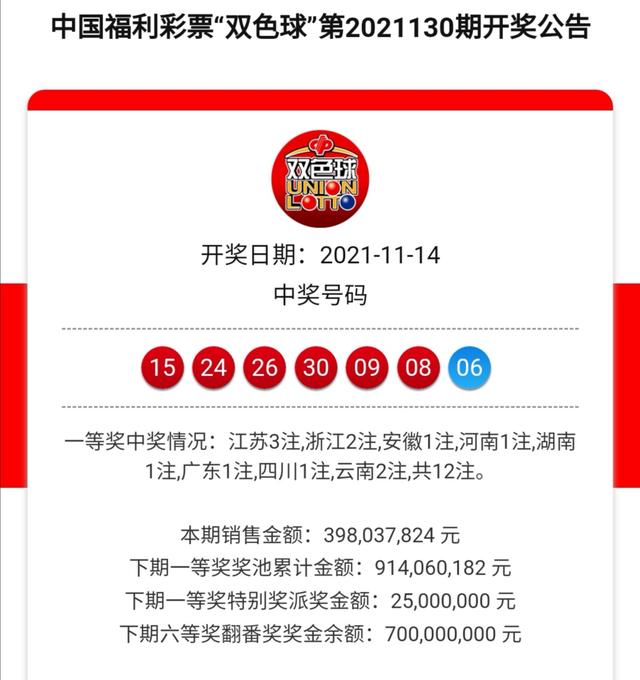 中国福利彩票“双色球”第2021130期开奖公告
双色球
UNION
LOTTO
开奖日期：2021-11-14
中奖号码
15 24 26 30 09 08 06
一等奖中奖情况：江苏3注,浙江2注,安徽1注,河南1注,湖南
1注,广东1注,四川1注,云南2注,共12注。
本期销售金额：398,037,824 元
下期一等奖奖池累计金额：914,060,182 元
下期一等奖特别奖派奖金额：25,000,000 元
下期六等奖翻番奖奖金余额：700,000,000 元